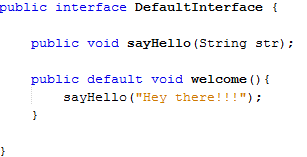 public interface DefaultInterface {
public void sayHello(String str);
public default void welcome(){
sayHello("Hey there!!!");
}
}